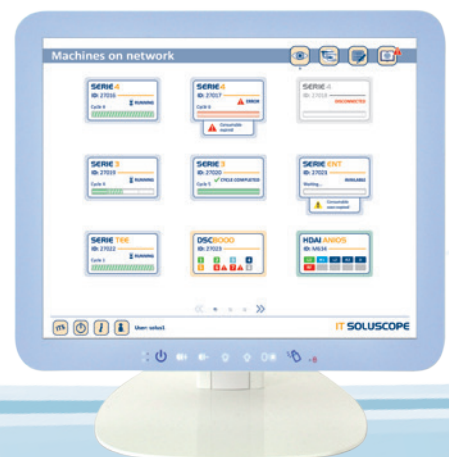 Machines on network
SERIE 4
ID: 27016
RUNNING
Cycle 4
SERIE 4
ID: 27017
ERROR
Cycle 6
Consumable
expired!
SERIE 4
ID: 27018
DISCONNECTED
SERIE 3
ID: 27019
RUNNING
Cycle 4
SERIE 3
ID: 27020
CYCLE COMPLETED
Cycle 5
SERIE ENT
ID: 27021
AVAILABLE
Waiting...
Consumable
soon expired!
SERIE TEE
ID: 27022
RUNNING
Cycle 1
DSC8000
ID: 27023
HDAI ANIOS
User: solus1
IT SOLUSCOPE